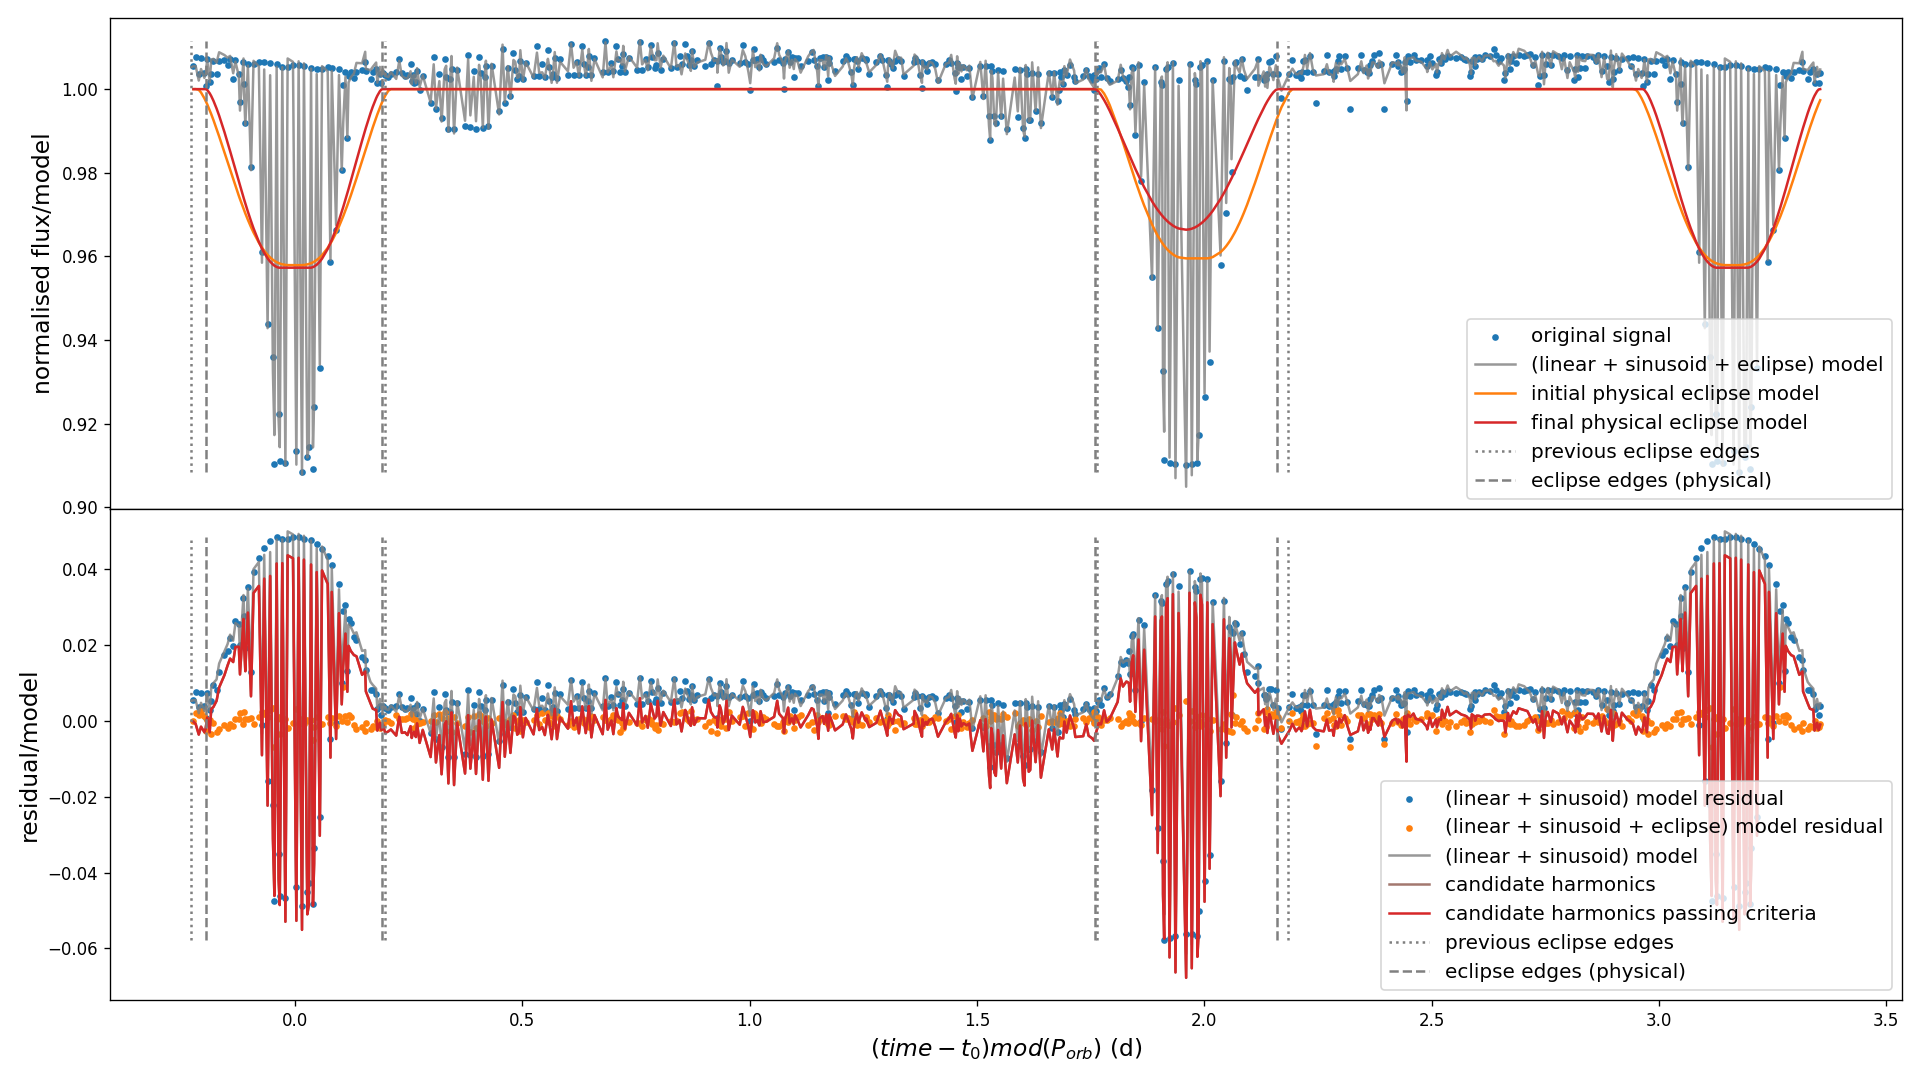 normalised flux/model
1.00
0.98
0.96
0.94
0.92
0.90
original signal
(linear + sinusoid + eclipse) model
initial physical eclipse model
final physical eclipse model
previous eclipse edges
eclipse edges (physical)
residual/model
0.04
0.02
0.00
−0.02
−0.04
−0.06
(linear + sinusoid) model residual
(linear + sinusoid + eclipse) model residual
(linear + sinusoid) model
candidate harmonics
candidate harmonics passing criteria
previous eclipse edges
eclipse edges (physical)
0.0 0.5 1.0 1.5 2.0 2.5 3.0 3.5
(time − t₀)mod(P_orb) (d)